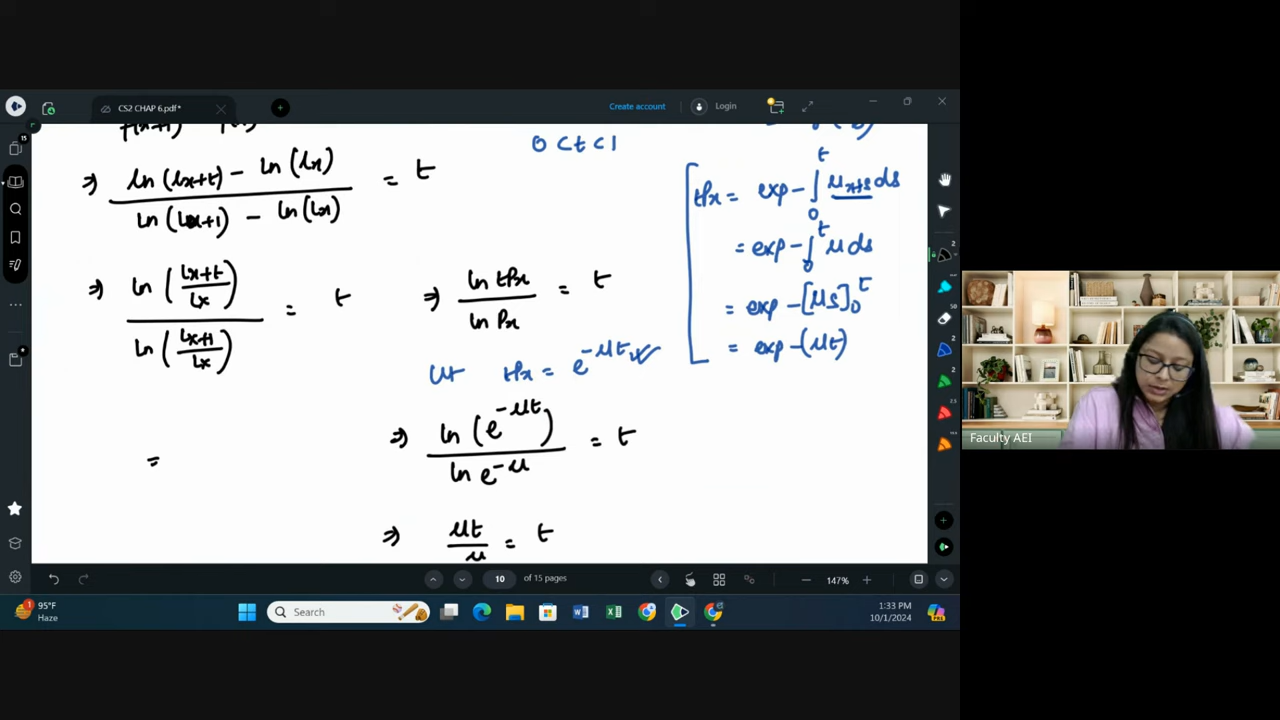 CS2 CHAP 6.pdf*
Create account
Login
15
0 < t < 1
⇒ ln (lx+t) - ln (lx) / ln (lx+1) - ln (lx) = t
tPx = exp - ∫₀ᵗ μx+s ds
= exp - ∫₀ᵗ μ ds
= exp - [μs]₀ᵗ
= exp - (μt)
⇒ ln (lx+t / lx) / ln (lx+1 / lx) = t
⇒ ln tPx / ln Px = t
tPx = e^-μt
⇒ ln (e^-μt) / ln e^-μ = t
=
⇒ μt / μ = t
10 of 15 pages
147%
Faculty AEI
95°F
Haze
Search
1:33 PM
10/1/2024